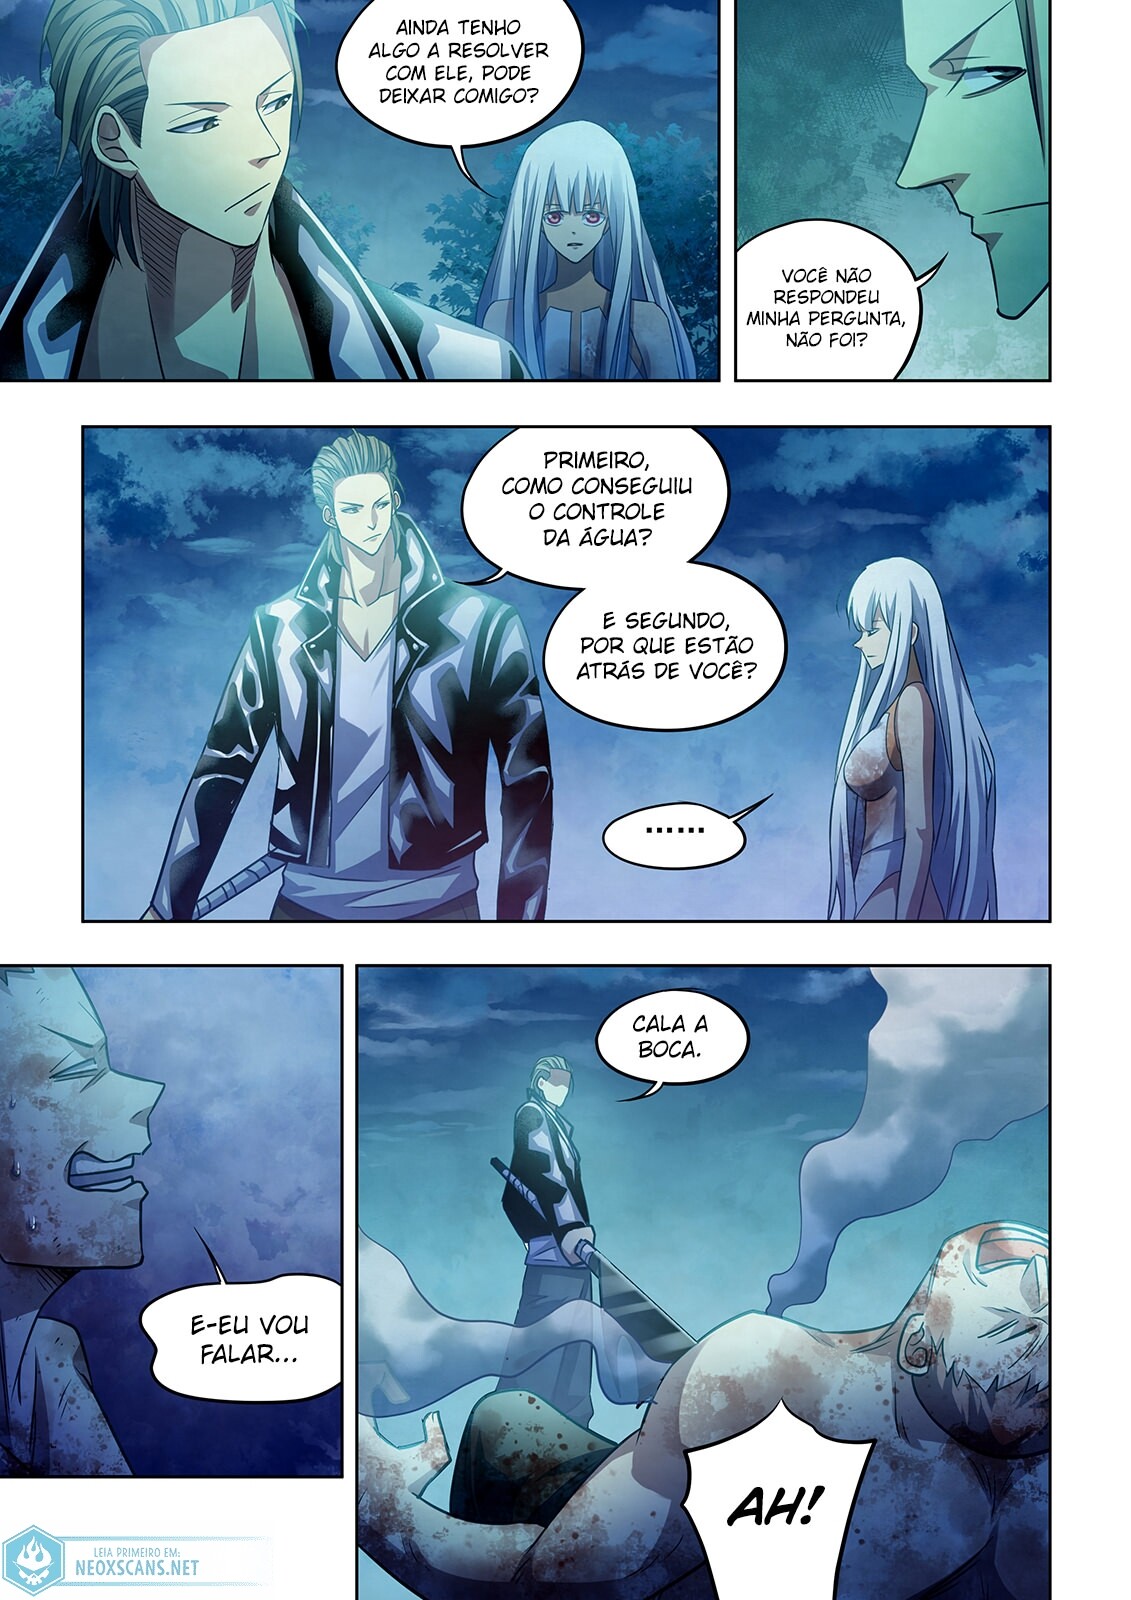 AINDA TENHO
ALGO A RESOLVER
COM ELE, PODE
DEIXAR COMIGO?
VOCÊ NÃO
RESPONDEU
MINHA PERGUNTA,
NÃO FOI?
PRIMEIRO,
COMO CONSEGUIU
O CONTROLE
DA ÁGUA?
E SEGUNDO,
POR QUE ESTÃO
ATRÁS DE VOCÊ?
......
E-EU VOU
FALAR...
CALA A
BOCA.
AH!
LEIA PRIMEIRO EM:
NEOXSCANS.NET